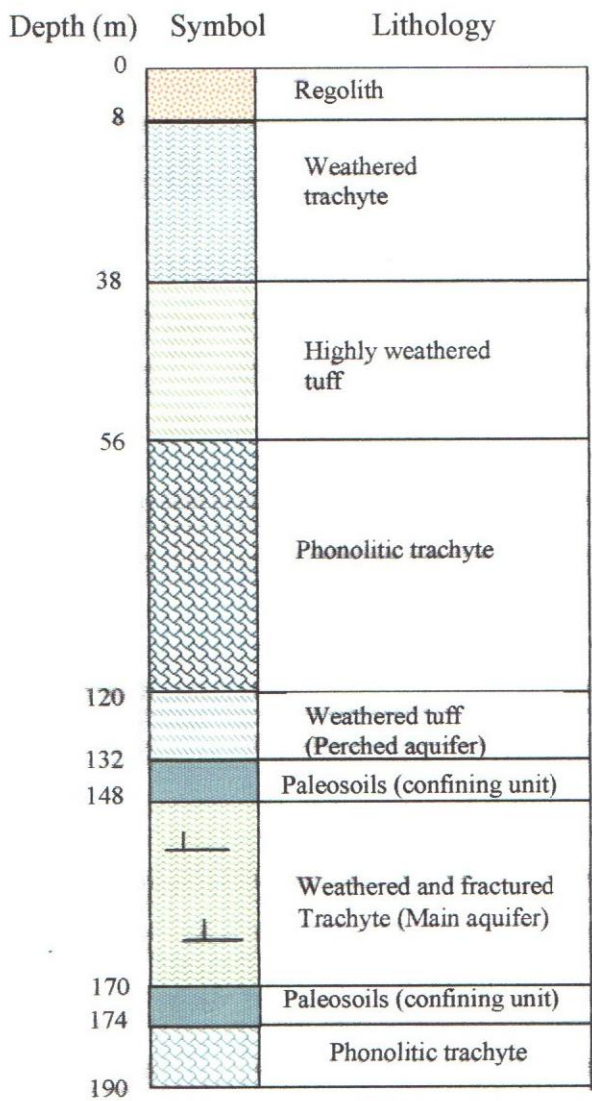 Depth (m) Symbol Lithology
0
Regolith
8
Weathered
trachyte
38
Highly weathered
tuff
56
Phonolitic trachyte
120
Weathered tuff
(Perched aquifer)
132
Paleosoils (confining unit)
148
Weathered and fractured
Trachyte (Main aquifer)
170
Paleosoils (confining unit)
174
Phonolitic trachyte
190